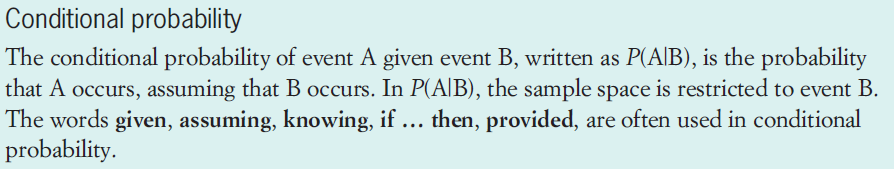 Conditional probability
The conditional probability of event A given event B, written as P(A|B), is the probability
that A occurs, assuming that B occurs. In P(A|B), the sample space is restricted to event B.
The words given, assuming, knowing, if ... then, provided, are often used in conditional
probability.